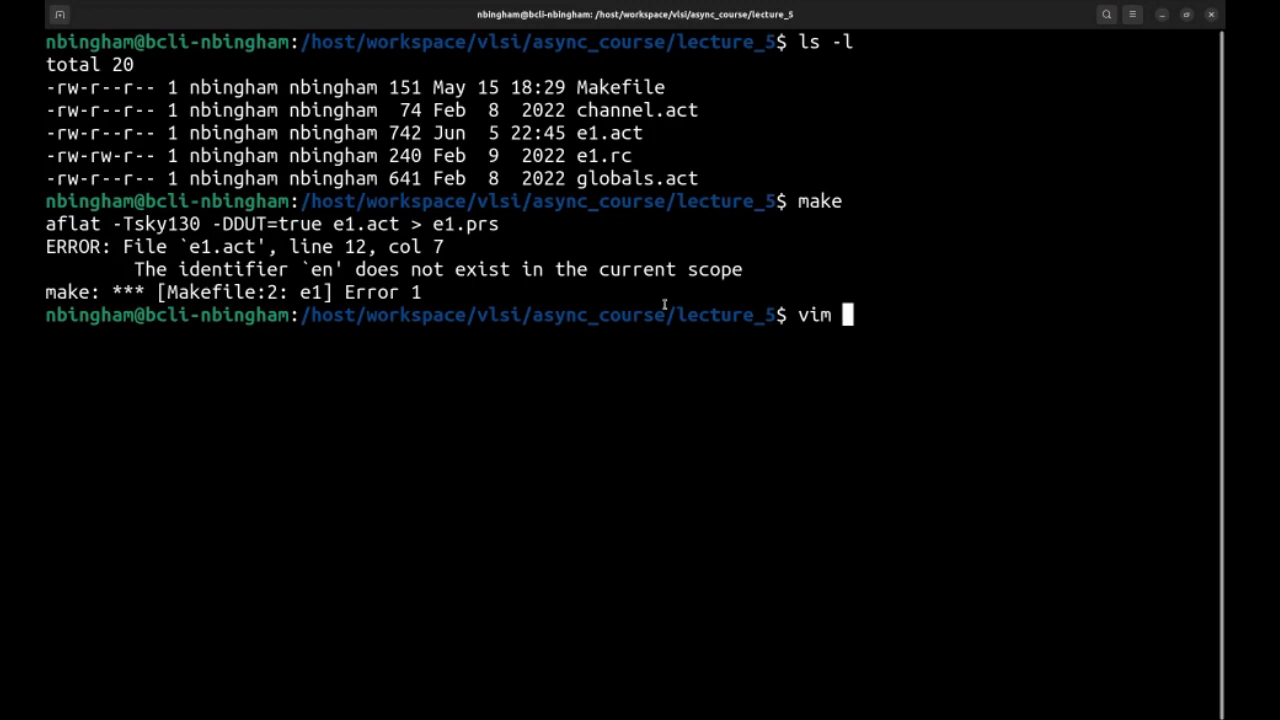 nbingham@bcli-nbingham: /host/workspace/vlsi/async_course/lecture_5
nbingham@bcli-nbingham:/host/workspace/vlsi/async_course/lecture_5$ ls -l
total 20
-rw-r--r-- 1 nbingham nbingham 151 May 15 18:29 Makefile
-rw-r--r-- 1 nbingham nbingham  74 Feb  8  2022 channel.act
-rw-r--r-- 1 nbingham nbingham 742 Jun  5 22:45 e1.act
-rw-rw-r-- 1 nbingham nbingham 240 Feb  9  2022 e1.rc
-rw-r--r-- 1 nbingham nbingham 641 Feb  8  2022 globals.act
nbingham@bcli-nbingham:/host/workspace/vlsi/async_course/lecture_5$ make
aflat -Tsky130 -DDUT=true e1.act > e1.prs
ERROR: File `e1.act', line 12, col 7
        The identifier `en' does not exist in the current scope
make: *** [Makefile:2: e1] Error 1
nbingham@bcli-nbingham:/host/workspace/vlsi/async_course/lecture_5$ vim